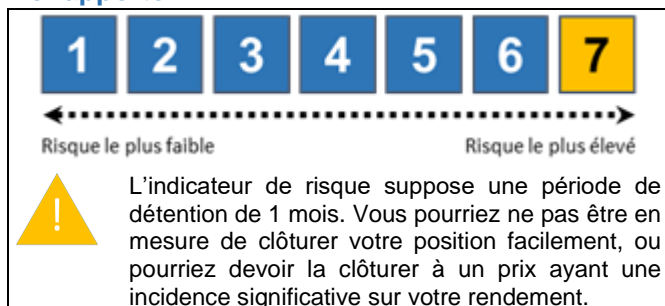 1 2 3 4 5 6 7
Risque le plus faible Risque le plus élevé
!
L'indicateur de risque suppose une période de
détention de 1 mois. Vous pourriez ne pas être en
mesure de clôturer votre position facilement, ou
pourriez devoir la clôturer à un prix ayant une
incidence significative sur votre rendement.